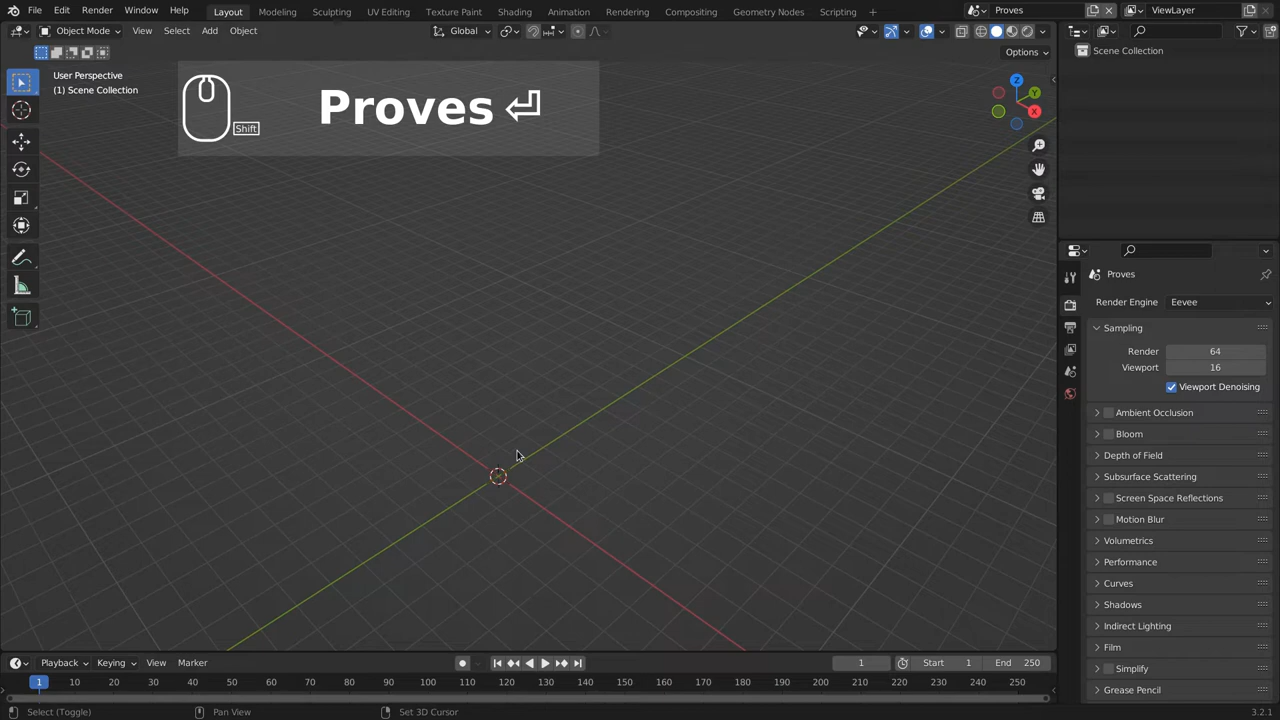 File Edit Render Window Help
Layout Modeling Sculpting UV Editing Texture Paint Shading Animation Rendering Compositing Geometry Nodes Scripting
Proves
ViewLayer
Object Mode View Select Add Object
Global
Options
User Perspective
(1) Scene Collection
Shift
Proves ⏎
Z
Y
X
Scene Collection
Proves
Render Engine Eevee
Sampling
Render 64
Viewport 16
Viewport Denoising
Ambient Occlusion
Bloom
Depth of Field
Subsurface Scattering
Screen Space Reflections
Motion Blur
Volumetrics
Performance
Curves
Shadows
Indirect Lighting
Film
Simplify
Grease Pencil
Playback Keying View Marker
1
Start 1
End 250
1 10 20 30 40 50 60 70 80 90 100 110 120 130 140 150 160 170 180 190 200 210 220 230 240 250
Select (Toggle) Pan View Set 3D Cursor 3.2.1